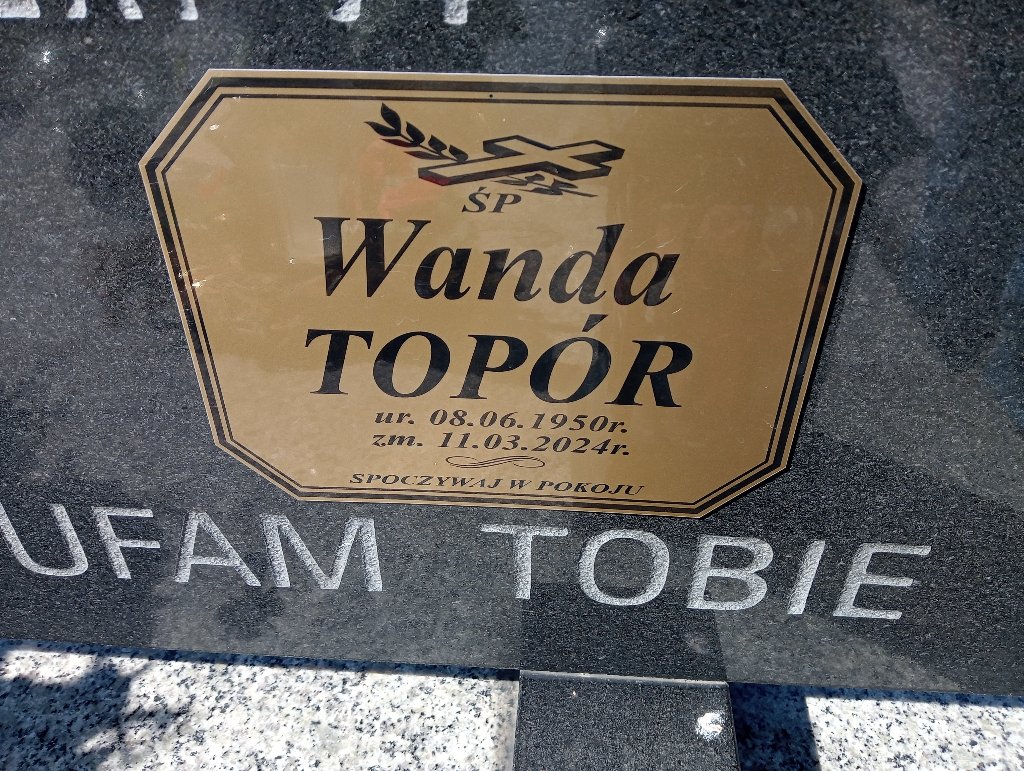 ŚP
Wanda
TOPÓR
ur. 08.06.1950r.
zm. 11.03.2024r.
SPOCZYWAJ W POKOJU
UFAM TOBIE